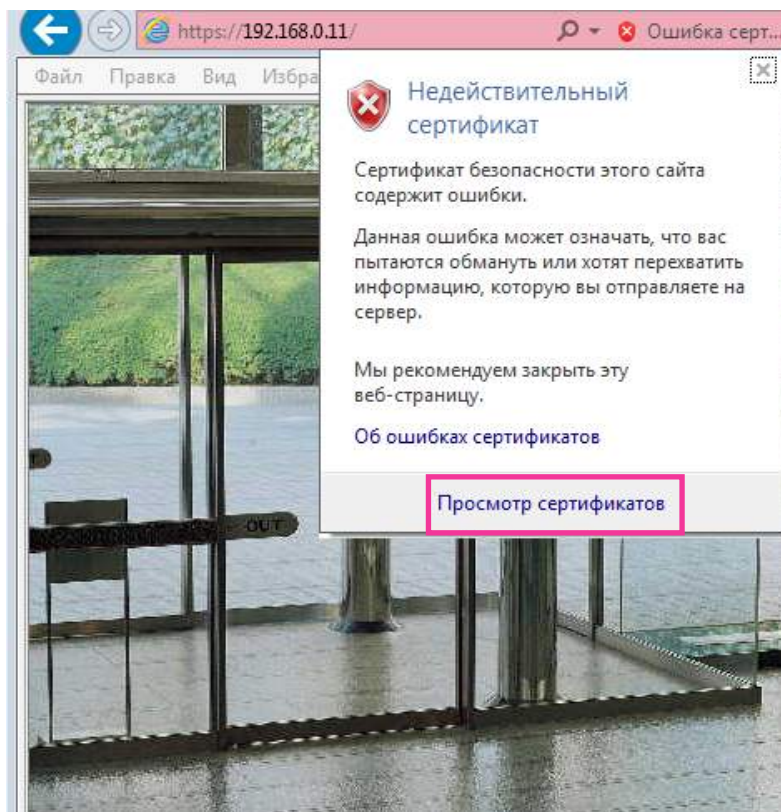 https://192.168.0.11/
Ошибка серт...
Файл Правка Вид Избра
Недействительный
сертификат
Сертификат безопасности этого сайта
содержит ошибки.
Данная ошибка может означать, что вас
пытаются обмануть или хотят перехватить
информацию, которую вы отправляете на
сервер.
Мы рекомендуем закрыть эту
веб-страницу.
Об ошибках сертификатов
Просмотр сертификатов
OUT